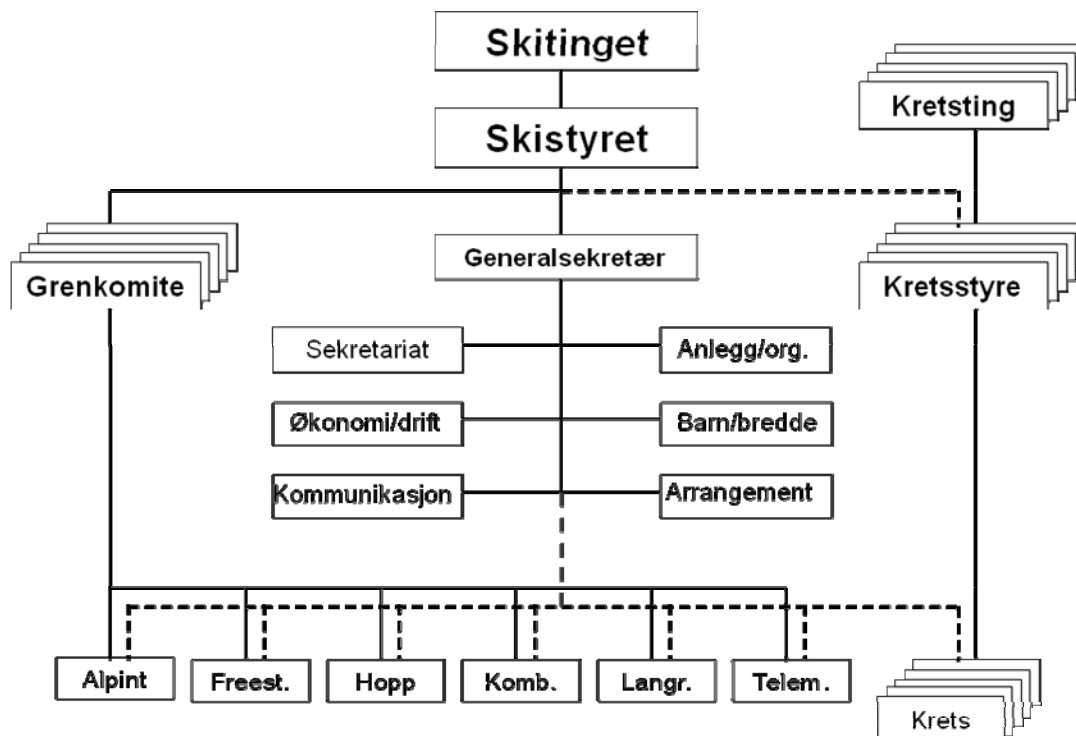 Skitinget
Kretsting
Skistyret
Grenkomite
Generalsekretær
Kretsstyre
Sekretariat
Anlegg/org.
Økonomi/drift
Barn/bredde
Kommunikasjon
Arrangement
Alpint
Freest.
Hopp
Komb.
Langr.
Telem.
Krets